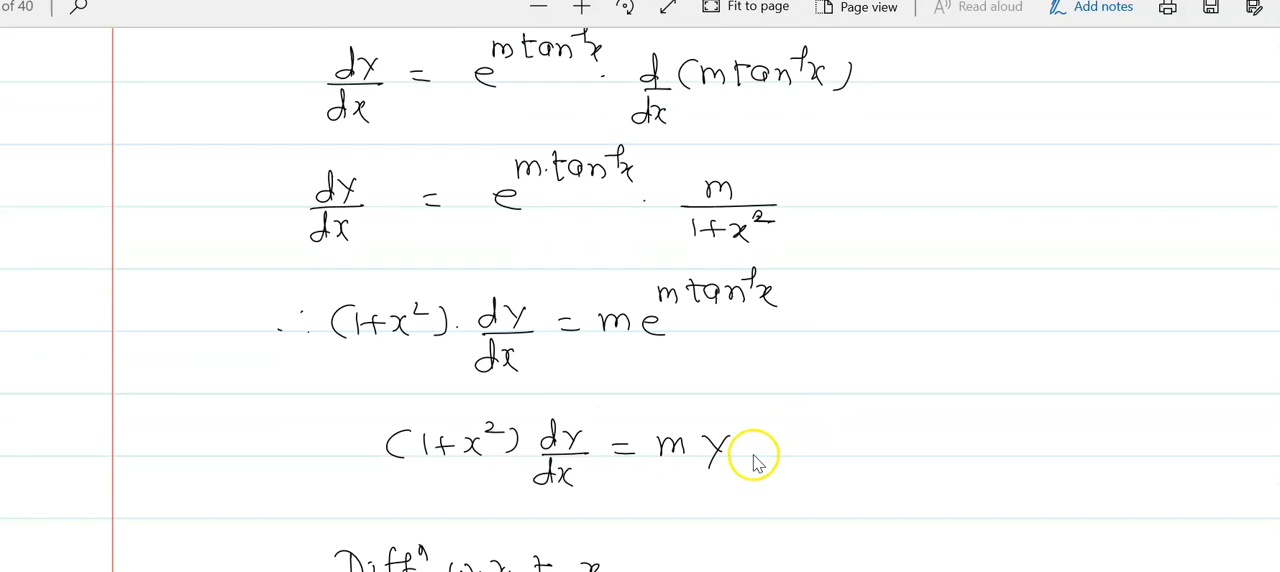 of 40 Fit to page Page view Read aloud Add notes
dy/dx = e^(m tan⁻¹x) · d/dx (m tan⁻¹x)
dy/dx = e^(m·tan⁻¹x) · m/(1+x²)
∴ (1+x²)· dy/dx = m e^(m tan⁻¹x)
(1+x²) dy/dx = m y
Diffⁿ w.r. t x